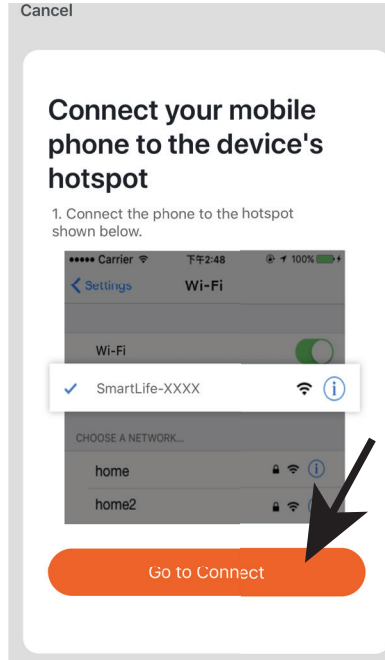 Cancel
Connect your mobile
phone to the device's
hotspot
1. Connect the phone to the hotspot
shown below.
Carrier 下午2:48 100%
Settings Wi-Fi
Wi-Fi
SmartLife-XXXX
CHOOSE A NETWORK...
home
home2
Go to Connect